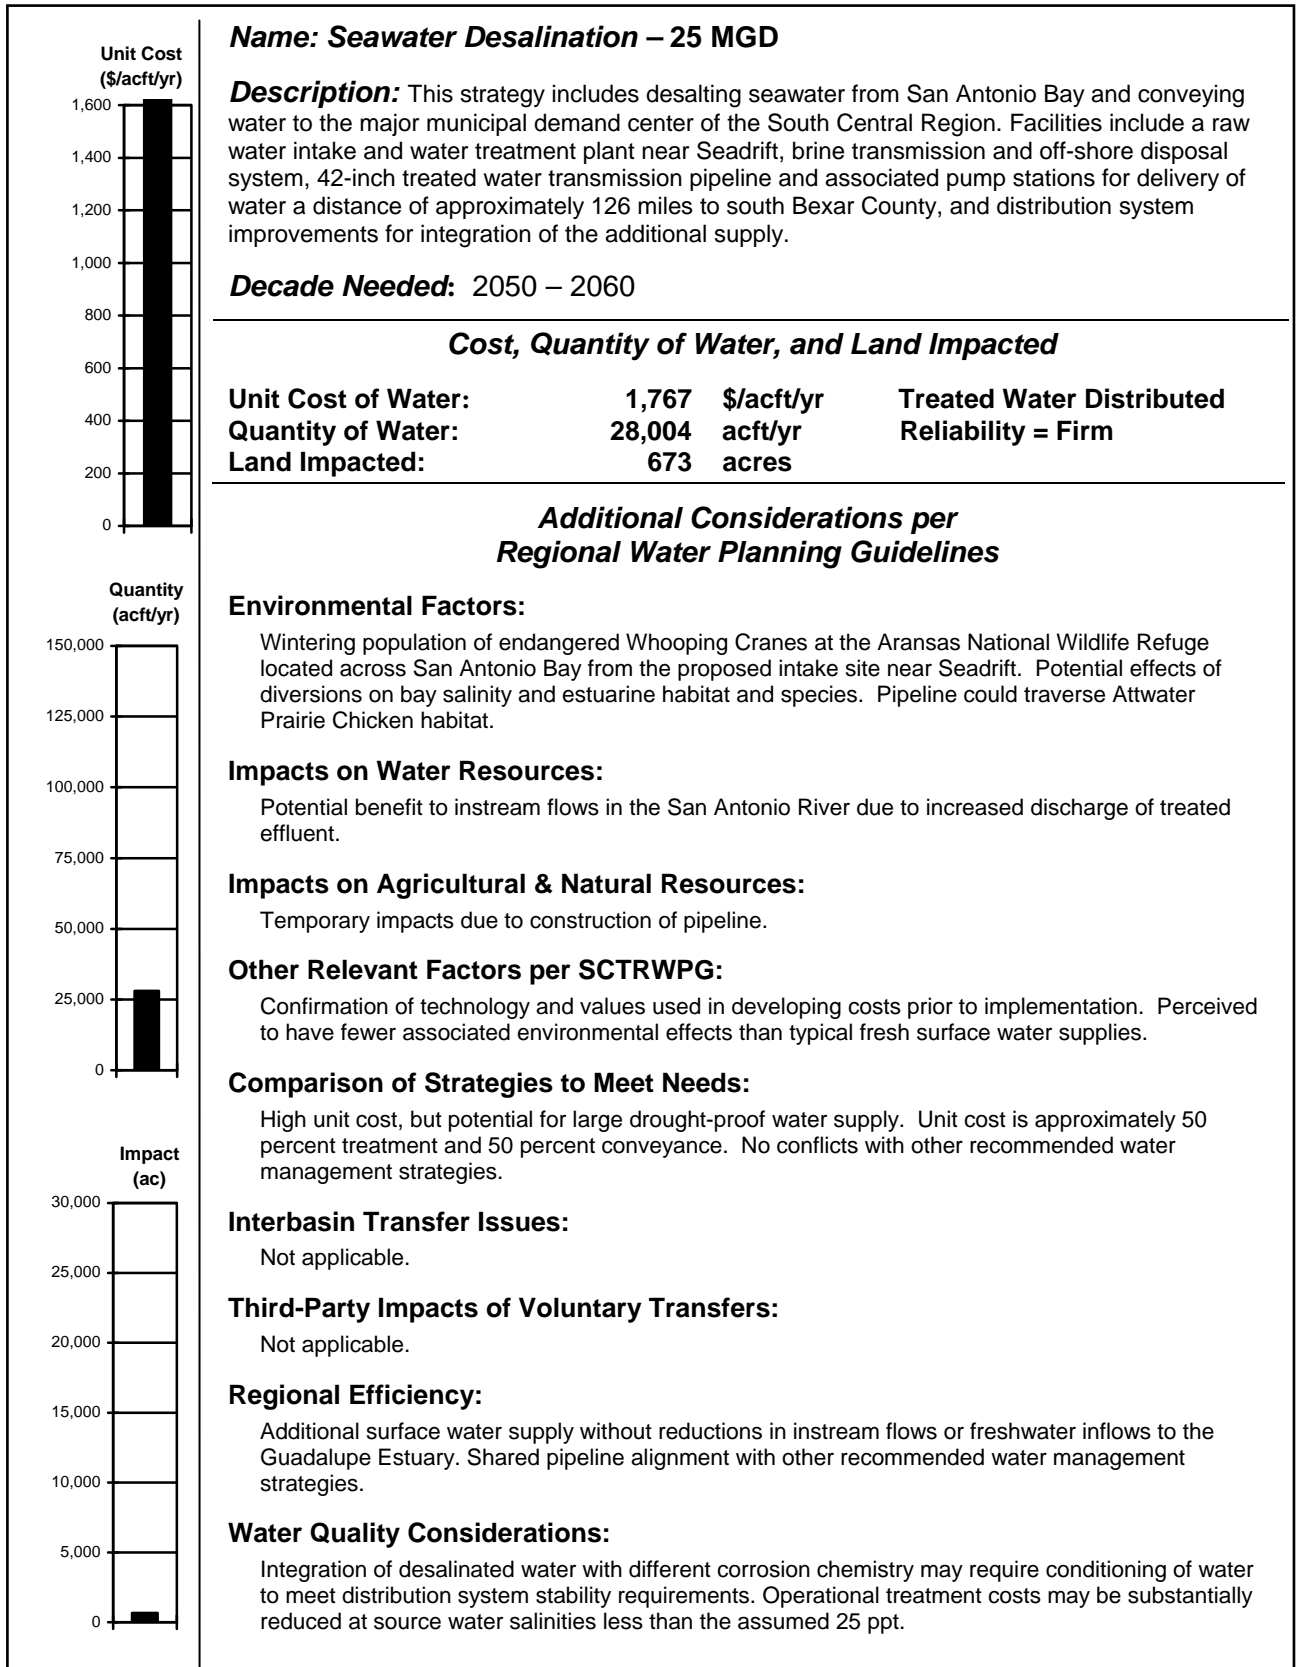 Unit Cost
($/acft/yr)
1,600
1,400
1,200
1,000
800
600
400
200
0
Quantity
(acft/yr)
150,000
125,000
100,000
75,000
50,000
25,000
0
Impact
(ac)
30,000
25,000
20,000
15,000
10,000
5,000
0
Name: Seawater Desalination – 25 MGD
Description: This strategy includes desalting seawater from San Antonio Bay and conveying
water to the major municipal demand center of the South Central Region. Facilities include a raw
water intake and water treatment plant near Seadrift, brine transmission and off-shore disposal
system, 42-inch treated water transmission pipeline and associated pump stations for delivery of
water a distance of approximately 126 miles to south Bexar County, and distribution system
improvements for integration of the additional supply.
Decade Needed: 2050 – 2060
Cost, Quantity of Water, and Land Impacted
Unit Cost of Water: 1,767 $/acft/yr Treated Water Distributed
Quantity of Water: 28,004 acft/yr Reliability = Firm
Land Impacted: 673 acres
Additional Considerations per
Regional Water Planning Guidelines
Environmental Factors:
Wintering population of endangered Whooping Cranes at the Aransas National Wildlife Refuge
located across San Antonio Bay from the proposed intake site near Seadrift. Potential effects of
diversions on bay salinity and estuarine habitat and species. Pipeline could traverse Attwater
Prairie Chicken habitat.
Impacts on Water Resources:
Potential benefit to instream flows in the San Antonio River due to increased discharge of treated
effluent.
Impacts on Agricultural & Natural Resources:
Temporary impacts due to construction of pipeline.
Other Relevant Factors per SCTRWPG:
Confirmation of technology and values used in developing costs prior to implementation. Perceived
to have fewer associated environmental effects than typical fresh surface water supplies.
Comparison of Strategies to Meet Needs:
High unit cost, but potential for large drought-proof water supply. Unit cost is approximately 50
percent treatment and 50 percent conveyance. No conflicts with other recommended water
management strategies.
Interbasin Transfer Issues:
Not applicable.
Third-Party Impacts of Voluntary Transfers:
Not applicable.
Regional Efficiency:
Additional surface water supply without reductions in instream flows or freshwater inflows to the
Guadalupe Estuary. Shared pipeline alignment with other recommended water management
strategies.
Water Quality Considerations:
Integration of desalinated water with different corrosion chemistry may require conditioning of water
to meet distribution system stability requirements. Operational treatment costs may be substantially
reduced at source water salinities less than the assumed 25 ppt.